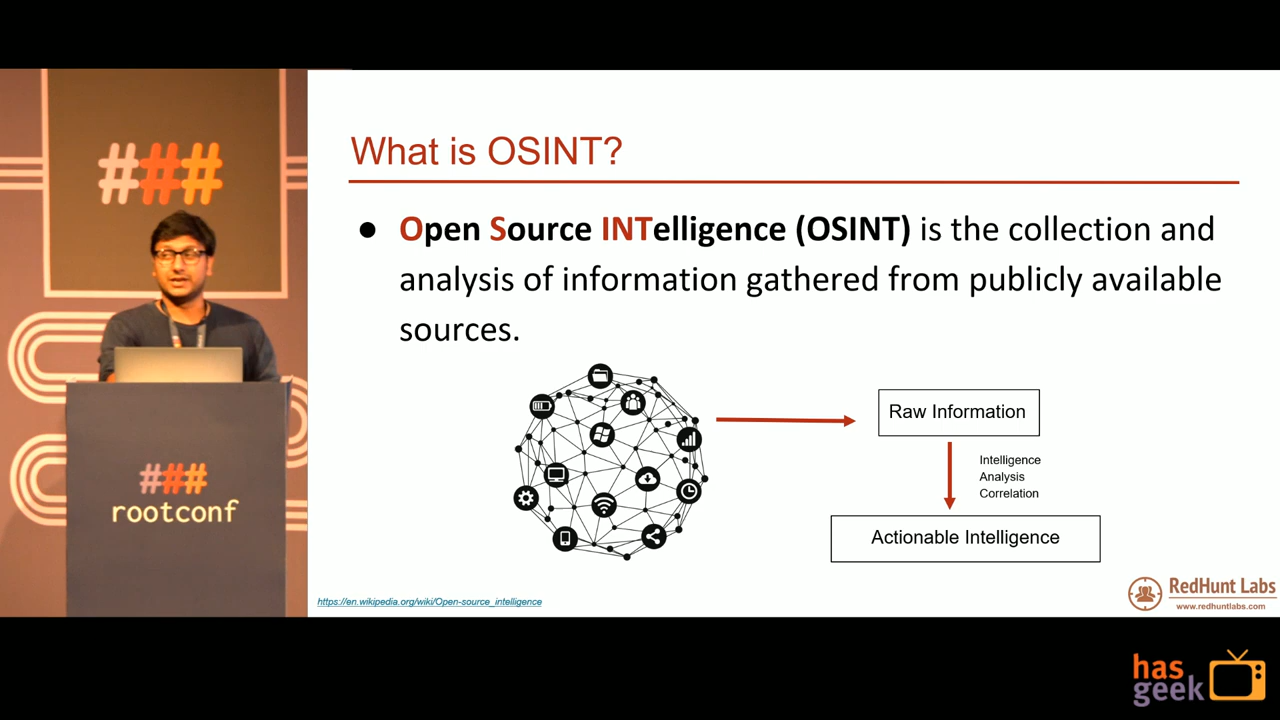 ###
###
rootconf
What is OSINT?
● Open Source INTelligence (OSINT) is the collection and
analysis of information gathered from publicly available
sources.
Raw Information
Intelligence
Analysis
Correlation
Actionable Intelligence
https://en.wikipedia.org/wiki/Open-source_intelligence
RedHunt Labs
www.redhuntlabs.com
has
geek